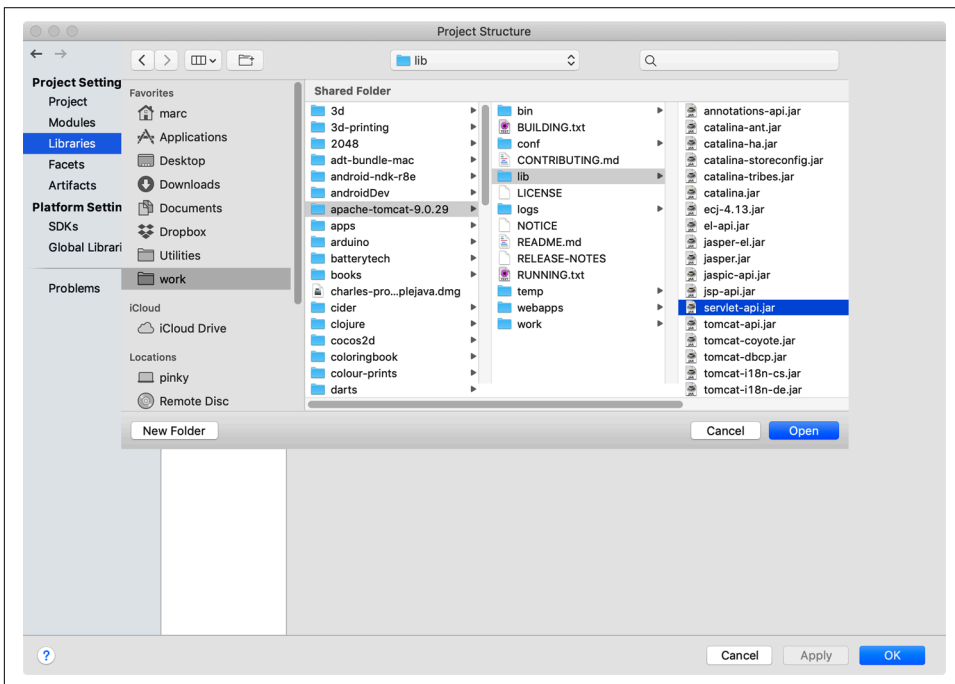 Project Structure
lib
Project Setting
Project
Modules
Libraries
Facets
Artifacts
Platform Settin
SDKs
Global Librari
Problems
Favorites
marc
Applications
Desktop
Downloads
Documents
Dropbox
Utilities
work
iCloud
iCloud Drive
Locations
pinky
Remote Disc
Shared Folder
3d
3d-printing
2048
adt-bundle-mac
android-ndk-r8e
androidDev
apache-tomcat-9.0.29
apps
arduino
batterytech
books
charles-pro...plejava.dmg
cider
clojure
cocos2d
coloringbook
colour-prints
darts
bin
BUILDING.txt
conf
CONTRIBUTING.md
lib
LICENSE
logs
NOTICE
README.md
RELEASE-NOTES
RUNNING.txt
temp
webapps
work
annotations-api.jar
catalina-ant.jar
catalina-ha.jar
catalina-storeconfig.jar
catalina-tribes.jar
catalina.jar
ecj-4.13.jar
el-api.jar
jasper-el.jar
jasper.jar
jaspic-api.jar
jsp-api.jar
servlet-api.jar
tomcat-api.jar
tomcat-coyote.jar
tomcat-dbcp.jar
tomcat-i18n-cs.jar
tomcat-i18n-de.jar
New Folder
Cancel
Open
?
Cancel
Apply
OK